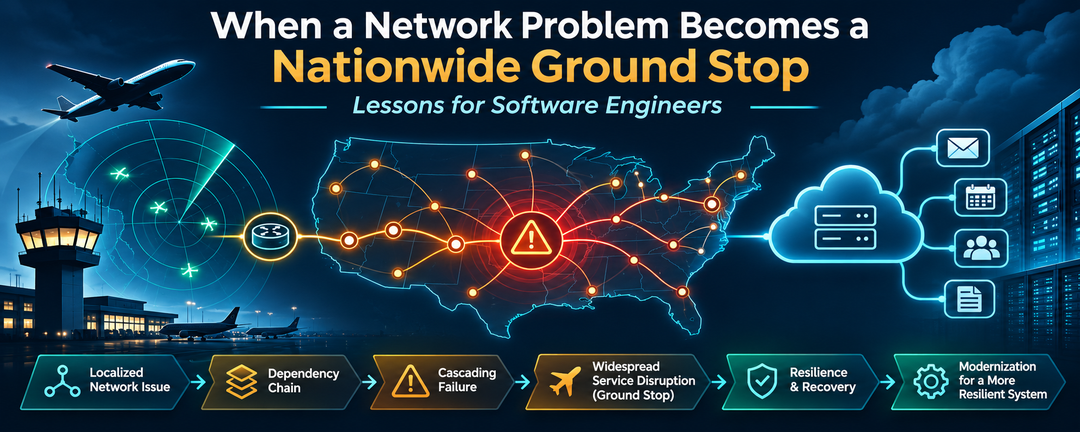 When a Network Problem Becomes a
Nationwide Ground Stop
Lessons for Software Engineers
Localized
Network Issue
Dependency
Chain
Cascading
Failure
Widespread
Service Disruption
(Ground Stop)
Resilience
& Recovery
Modernization
for a More
Resilient System